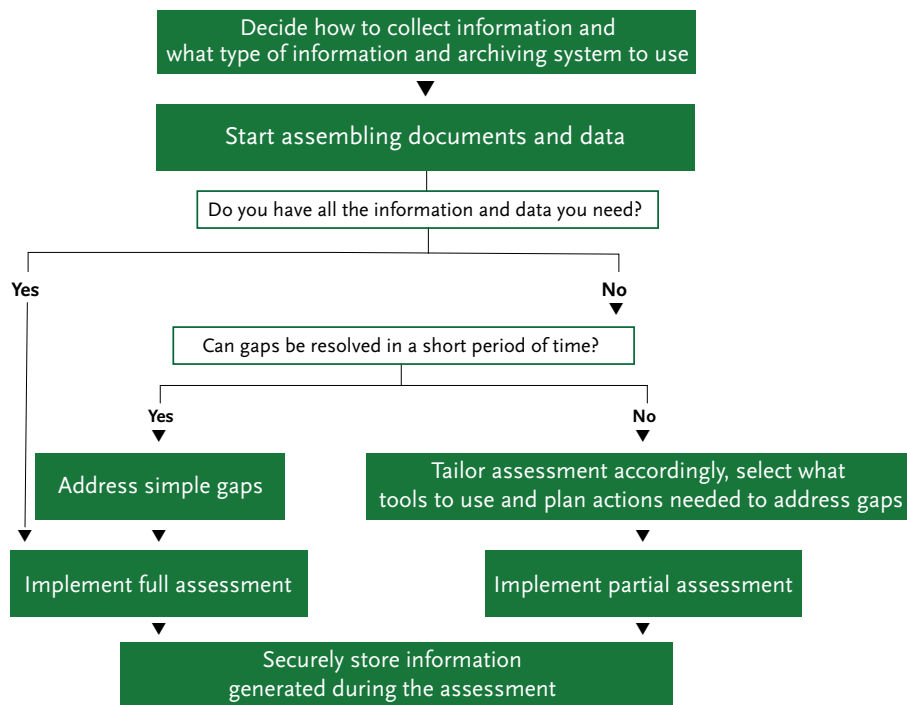 Decide how to collect information and
what type of information and archiving system to use
Start assembling documents and data
Do you have all the information and data you need?
Yes
No
Can gaps be resolved in a short period of time?
Yes
No
Address simple gaps
Tailor assessment accordingly, select what
tools to use and plan actions needed to address gaps
Implement full assessment
Implement partial assessment
Securely store information
generated during the assessment